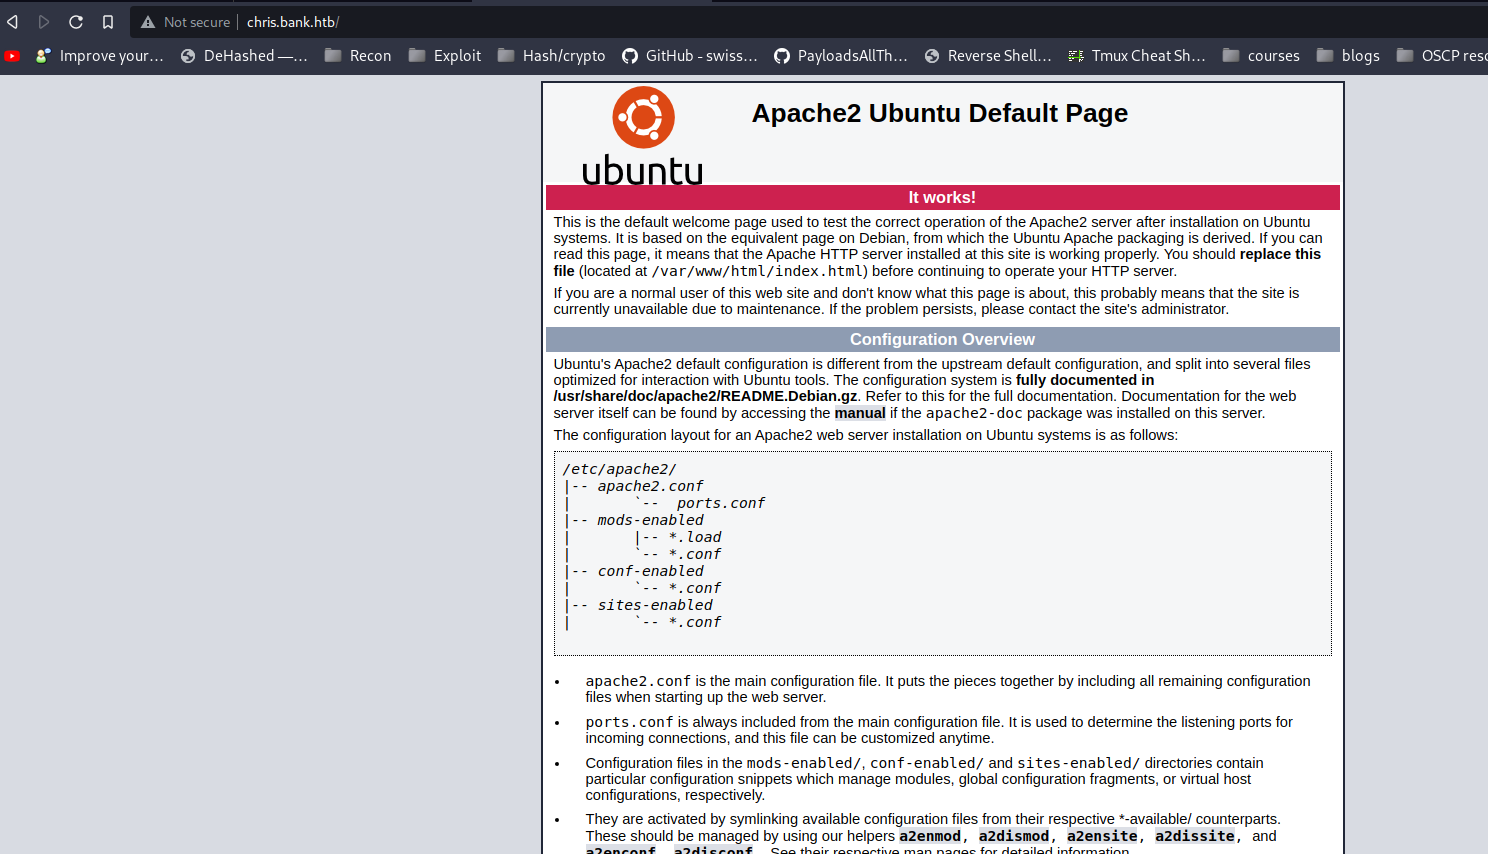 Not secure chris.bank.htb/
Improve your… DeHashed —… Recon Exploit Hash/crypto GitHub - swiss… PayloadsAllTh… Reverse Shell… Tmux Cheat Sh… courses blogs OSCP reso
ubuntu
Apache2 Ubuntu Default Page
It works!
This is the default welcome page used to test the correct operation of the Apache2 server after installation on Ubuntu
systems. It is based on the equivalent page on Debian, from which the Ubuntu Apache packaging is derived. If you can
read this page, it means that the Apache HTTP server installed at this site is working properly. You should replace this
file (located at /var/www/html/index.html) before continuing to operate your HTTP server.
If you are a normal user of this web site and don't know what this page is about, this probably means that the site is
currently unavailable due to maintenance. If the problem persists, please contact the site's administrator.
Configuration Overview
Ubuntu's Apache2 default configuration is different from the upstream default configuration, and split into several files
optimized for interaction with Ubuntu tools. The configuration system is fully documented in
/usr/share/doc/apache2/README.Debian.gz. Refer to this for the full documentation. Documentation for the web
server itself can be found by accessing the manual if the apache2-doc package was installed on this server.
The configuration layout for an Apache2 web server installation on Ubuntu systems is as follows:
/etc/apache2/
|-- apache2.conf
|       `--  ports.conf
|-- mods-enabled
|       |-- *.load
|       `-- *.conf
|-- conf-enabled
|       `-- *.conf
|-- sites-enabled
|       `-- *.conf
• apache2.conf is the main configuration file. It puts the pieces together by including all remaining configuration
files when starting up the web server.
• ports.conf is always included from the main configuration file. It is used to determine the listening ports for
incoming connections, and this file can be customized anytime.
• Configuration files in the mods-enabled/, conf-enabled/ and sites-enabled/ directories contain
particular configuration snippets which manage modules, global configuration fragments, or virtual host
configurations, respectively.
• They are activated by symlinking available configuration files from their respective *-available/ counterparts.
These should be managed by using our helpers a2enmod, a2dismod, a2ensite, a2dissite, and
a2enconf, a2disconf. See their respective man pages for detailed information.